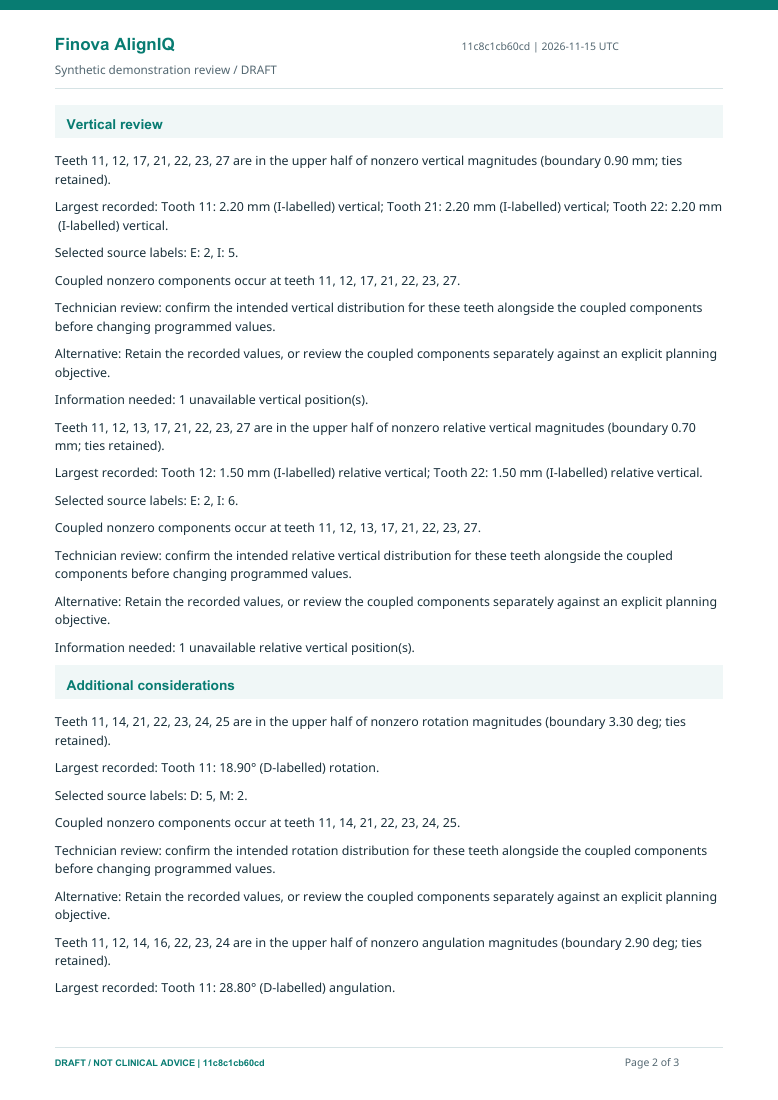 Finova AlignIQ
11c8c1cb60cd | 2026-11-15 UTC
Synthetic demonstration review / DRAFT
Vertical review
Teeth 11, 12, 17, 21, 22, 23, 27 are in the upper half of nonzero vertical magnitudes (boundary 0.90 mm; ties
retained).
Largest recorded: Tooth 11: 2.20 mm (I-labelled) vertical; Tooth 21: 2.20 mm (I-labelled) vertical; Tooth 22: 2.20 mm
(I-labelled) vertical.
Selected source labels: E: 2, I: 5.
Coupled nonzero components occur at teeth 11, 12, 17, 21, 22, 23, 27.
Technician review: confirm the intended vertical distribution for these teeth alongside the coupled components
before changing programmed values.
Alternative: Retain the recorded values, or review the coupled components separately against an explicit planning
objective.
Information needed: 1 unavailable vertical position(s).
Teeth 11, 12, 13, 17, 21, 22, 23, 27 are in the upper half of nonzero relative vertical magnitudes (boundary 0.70
mm; ties retained).
Largest recorded: Tooth 12: 1.50 mm (I-labelled) relative vertical; Tooth 22: 1.50 mm (I-labelled) relative vertical.
Selected source labels: E: 2, I: 6.
Coupled nonzero components occur at teeth 11, 12, 13, 17, 21, 22, 23, 27.
Technician review: confirm the intended relative vertical distribution for these teeth alongside the coupled
components before changing programmed values.
Alternative: Retain the recorded values, or review the coupled components separately against an explicit planning
objective.
Information needed: 1 unavailable relative vertical position(s).
Additional considerations
Teeth 11, 14, 21, 22, 23, 24, 25 are in the upper half of nonzero rotation magnitudes (boundary 3.30 deg; ties
retained).
Largest recorded: Tooth 11: 18.90° (D-labelled) rotation.
Selected source labels: D: 5, M: 2.
Coupled nonzero components occur at teeth 11, 14, 21, 22, 23, 24, 25.
Technician review: confirm the intended rotation distribution for these teeth alongside the coupled components
before changing programmed values.
Alternative: Retain the recorded values, or review the coupled components separately against an explicit planning
objective.
Teeth 11, 12, 14, 16, 22, 23, 24 are in the upper half of nonzero angulation magnitudes (boundary 2.90 deg; ties
retained).
Largest recorded: Tooth 11: 28.80° (D-labelled) angulation.
DRAFT / NOT CLINICAL ADVICE | 11c8c1cb60cd
Page 2 of 3